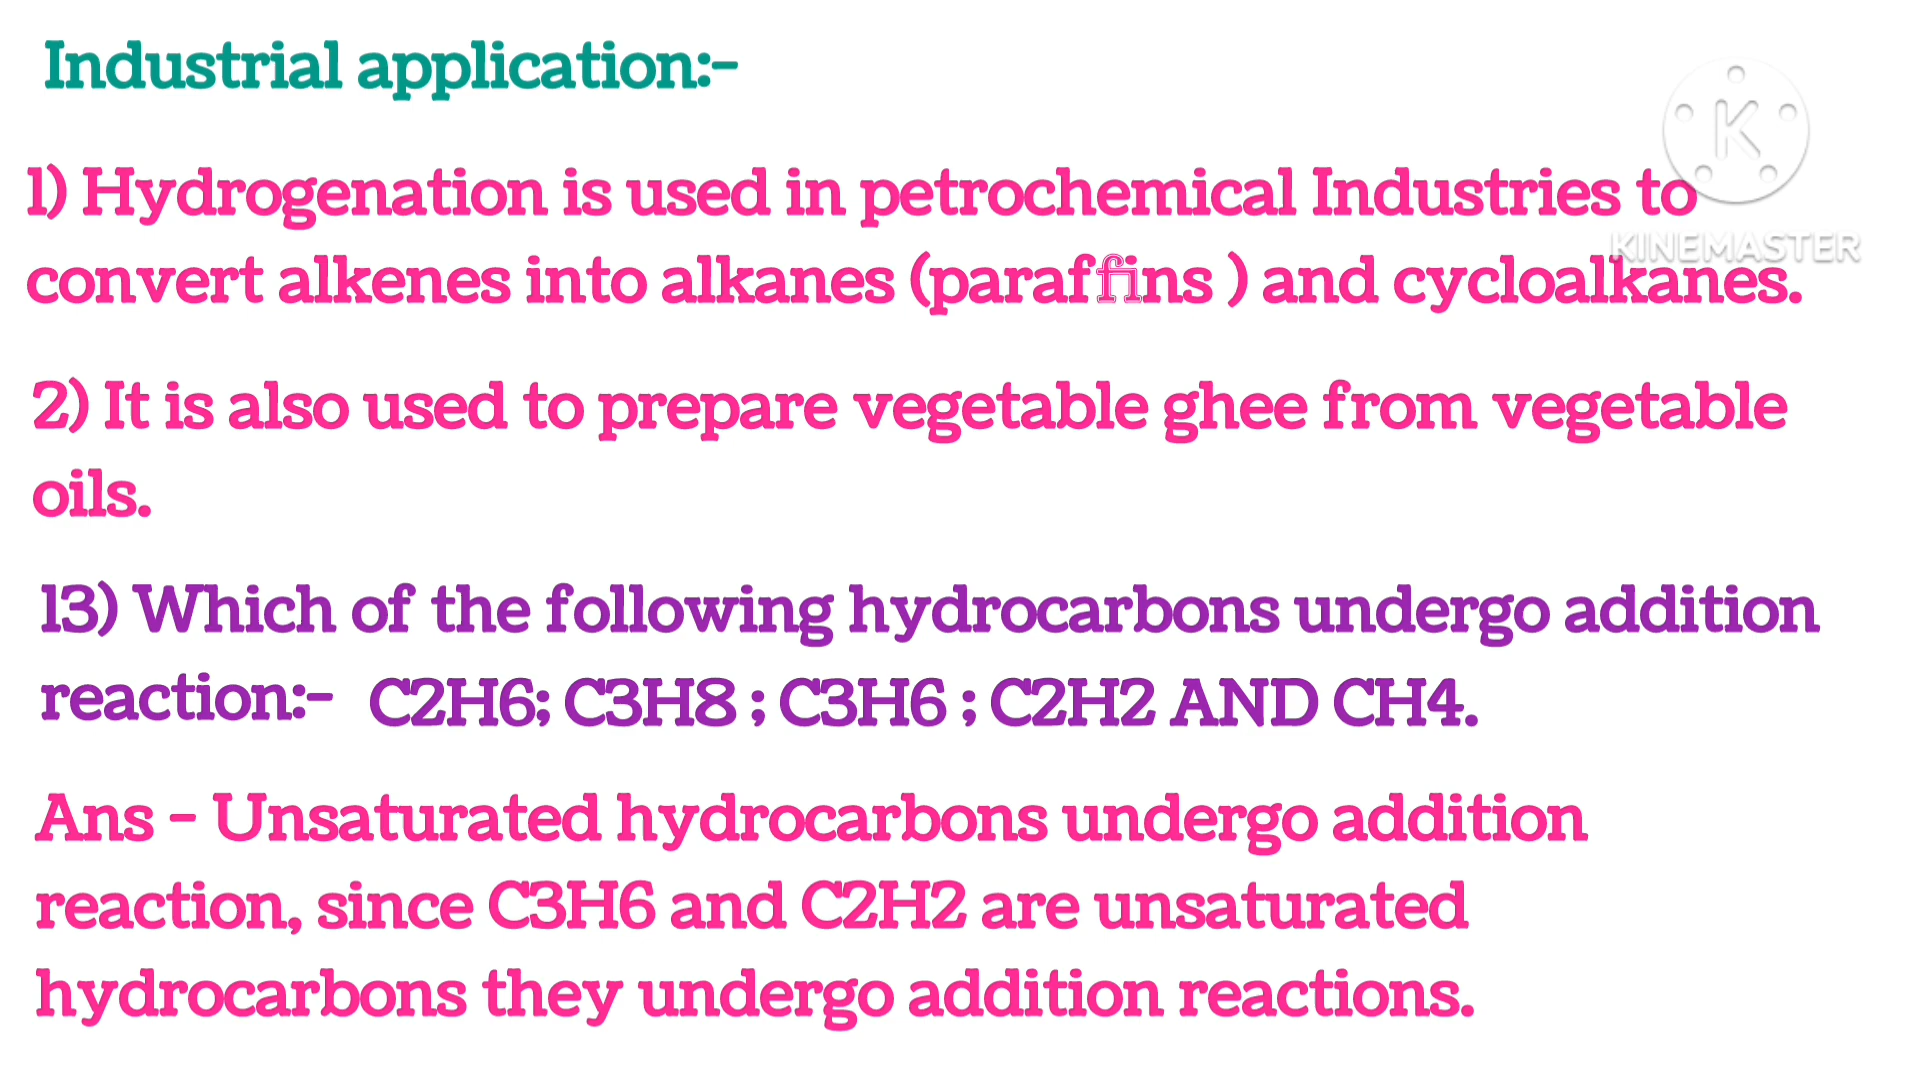 Industrial application:-
1) Hydrogenation is used in petrochemical Industries to
convert alkenes into alkanes (paraffins ) and cycloalkanes.
2) It is also used to prepare vegetable ghee from vegetable
oils.
13) Which of the following hydrocarbons undergo addition
reaction:- C2H6; C3H8 ; C3H6 ; C2H2 AND CH4.
Ans - Unsaturated hydrocarbons undergo addition
reaction, since C3H6 and C2H2 are unsaturated
hydrocarbons they undergo addition reactions.
K
KINEMASTER